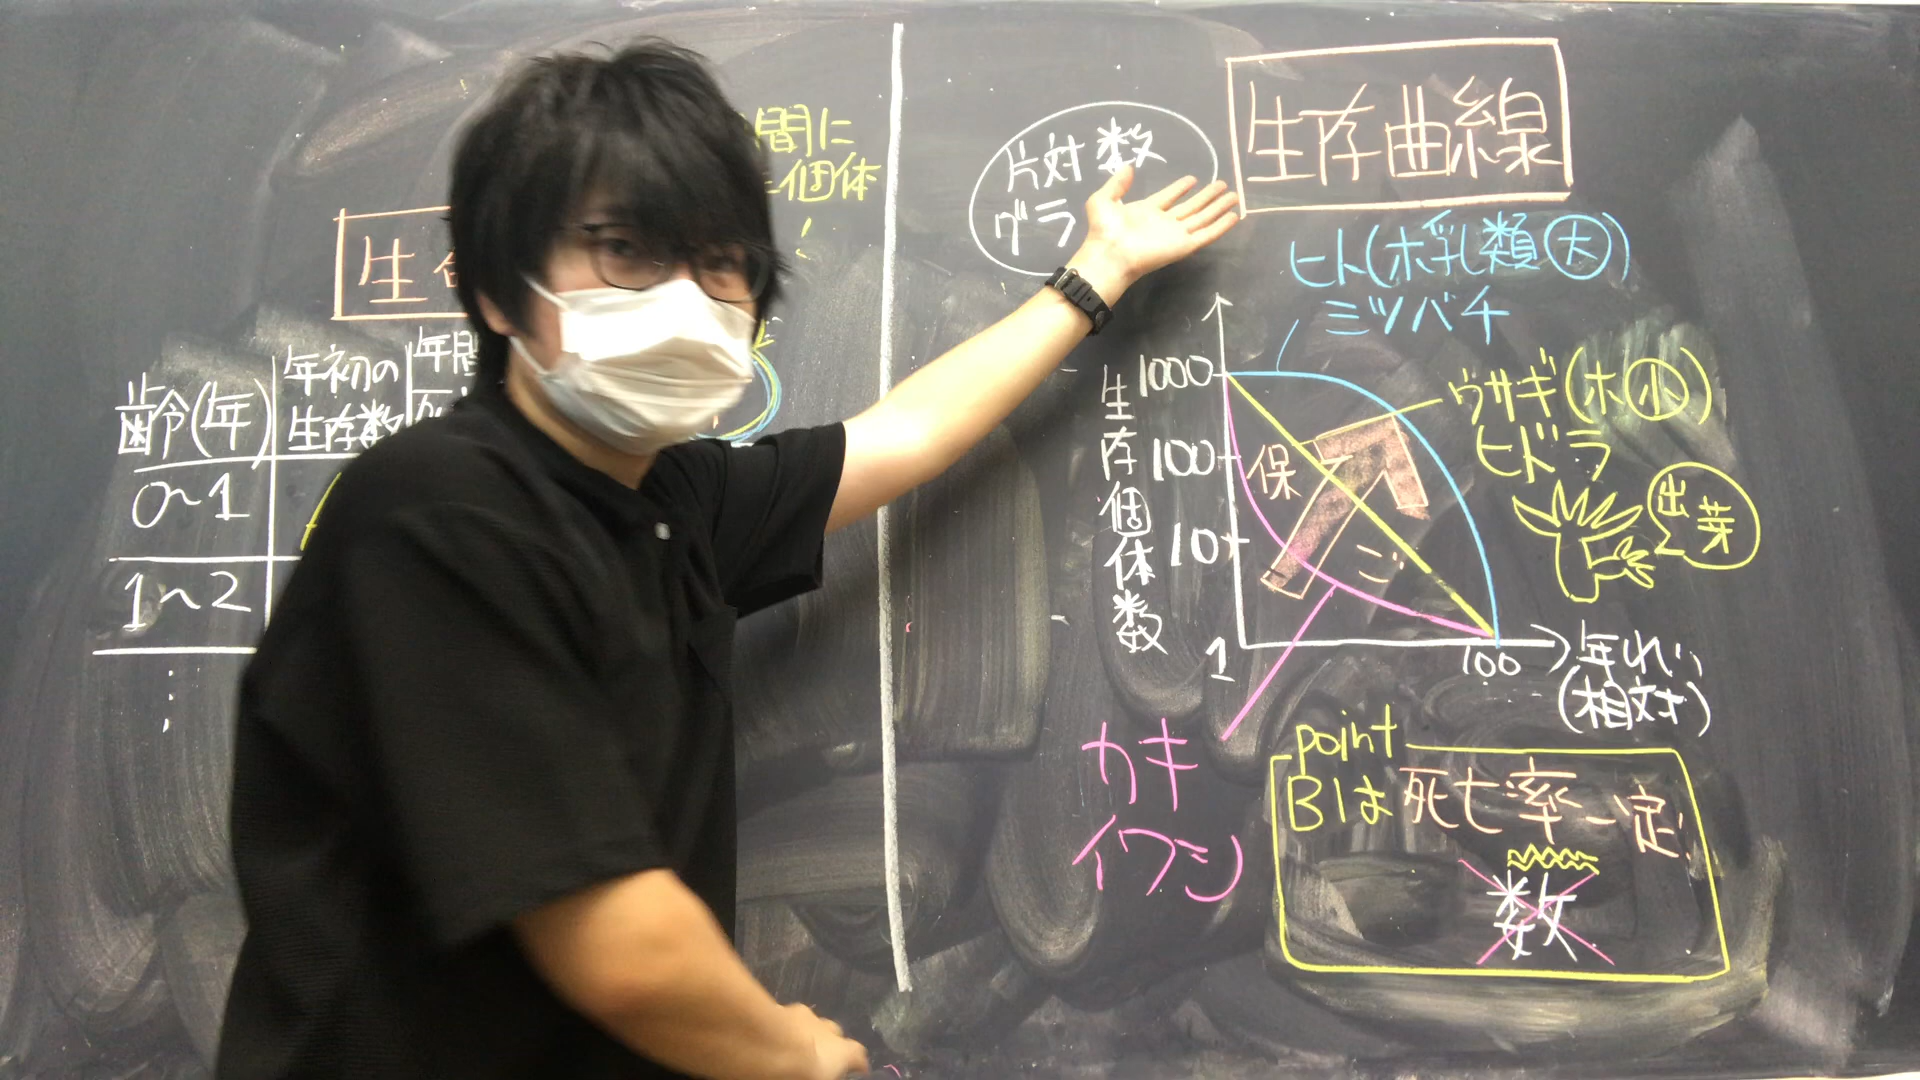 間に
個体
!
生
齢(年)
年初の
生存数
年間
0~1
1~2
片対数
グラ
生存曲線
ヒト(ホ乳類大)
ミツバチ
ウサギ(ホ小)
ヒドラ
出芽
生存個体数
1000
100
10
1
保
ご
100
年れい
(相対)
カキ
イワシ
point
Blは死亡率一定!
数